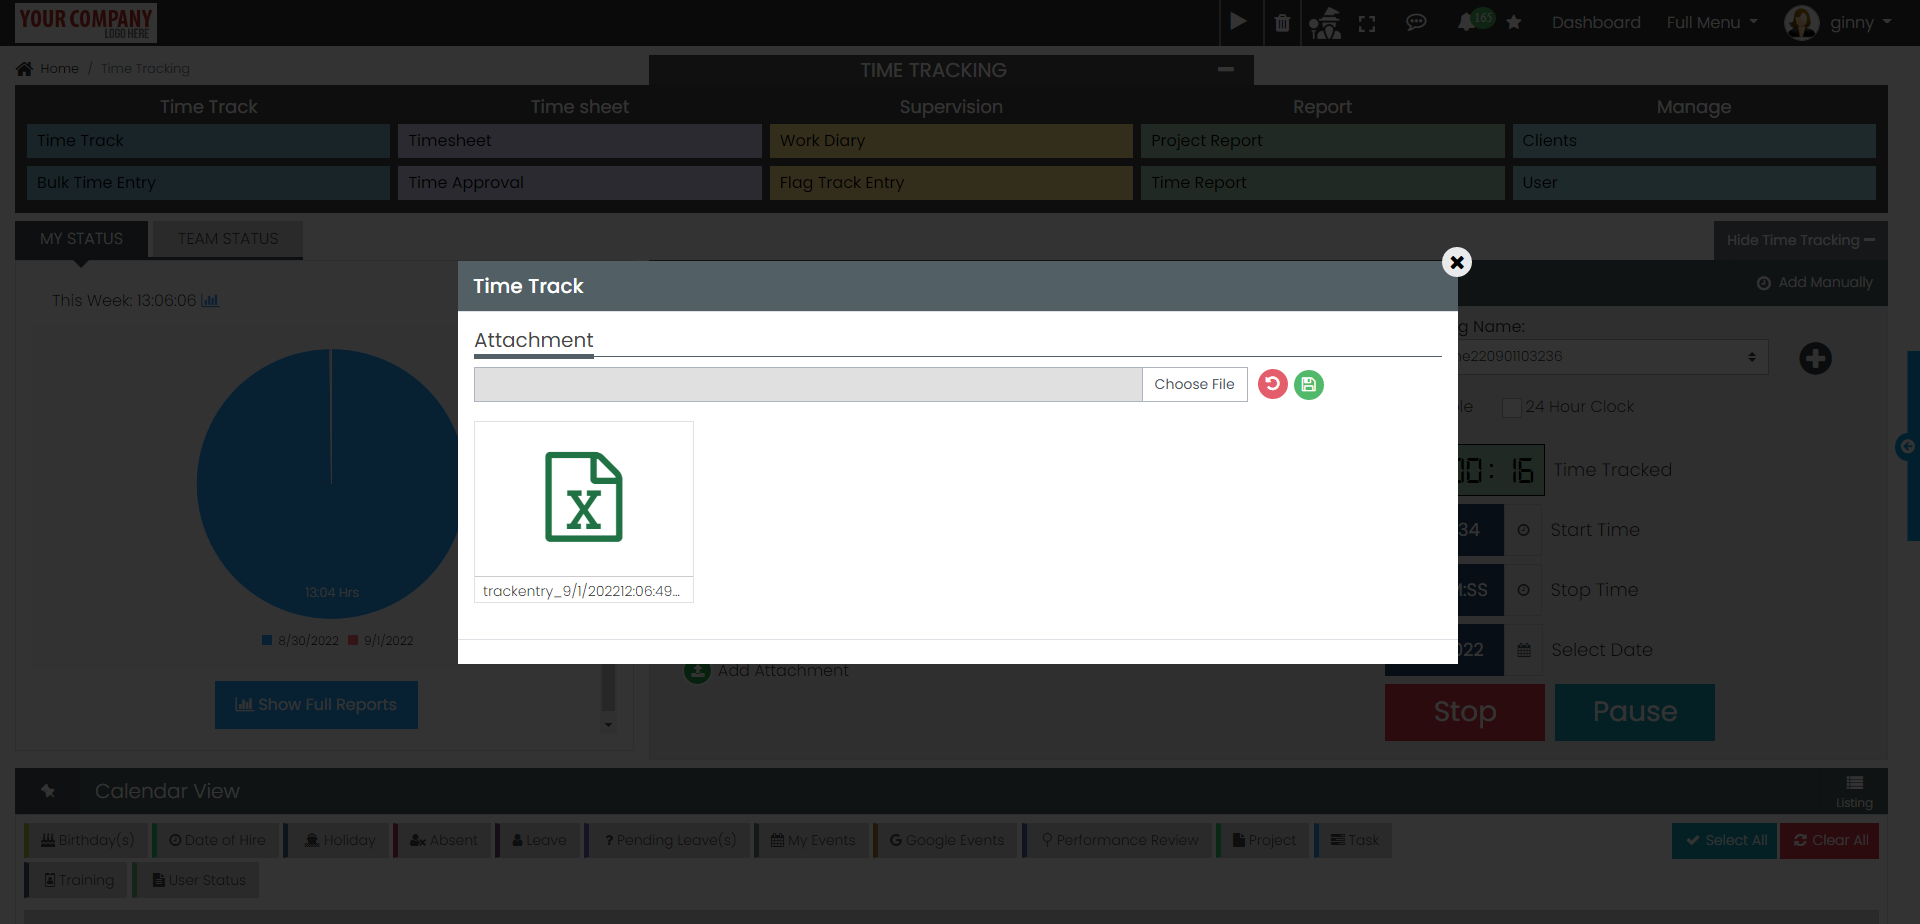 YOUR COMPANY
LOGO HERE
165
Dashboard
Full Menu
ginny
Home / Time Tracking
TIME TRACKING
Time Track
Time sheet
Supervision
Report
Manage
Time Track
Timesheet
Work Diary
Project Report
Clients
Bulk Time Entry
Time Approval
Flag Track Entry
Time Report
User
MY STATUS
TEAM STATUS
Hide Time Tracking
Time Track
Add Manually
This Week: 13:06:06
Attachment
g Name:
e220901103236
Choose File
le
24 Hour Clock
00: 16
Time Tracked
X
34
Start Time
:SS
Stop Time
13:04 Hrs
trackentry_9/1/202212:06:49...
8/30/2022
9/1/2022
022
Select Date
Add Attachment
Show Full Reports
Stop
Pause
Calendar View
Listing
Birthday(s)
Date of Hire
Holiday
Absent
Leave
? Pending Leave(s)
My Events
G Google Events
Performance Review
Project
Task
Select All
Clear All
Training
User Status